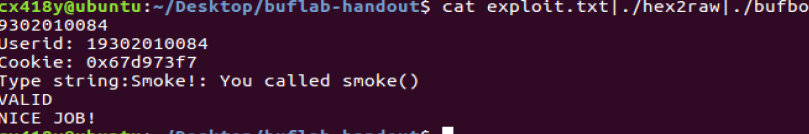 cx418y@ubuntu:~/Desktop/buflab-handout$ cat exploit.txt|./hex2raw|./bufbo
9302010084
Userid: 19302010084
Cookie: 0x67d973f7
Type string:Smoke!: You called smoke()
VALID
NICE JOB!
cx418y@ubuntu:~/Desktop/buflab-handout$